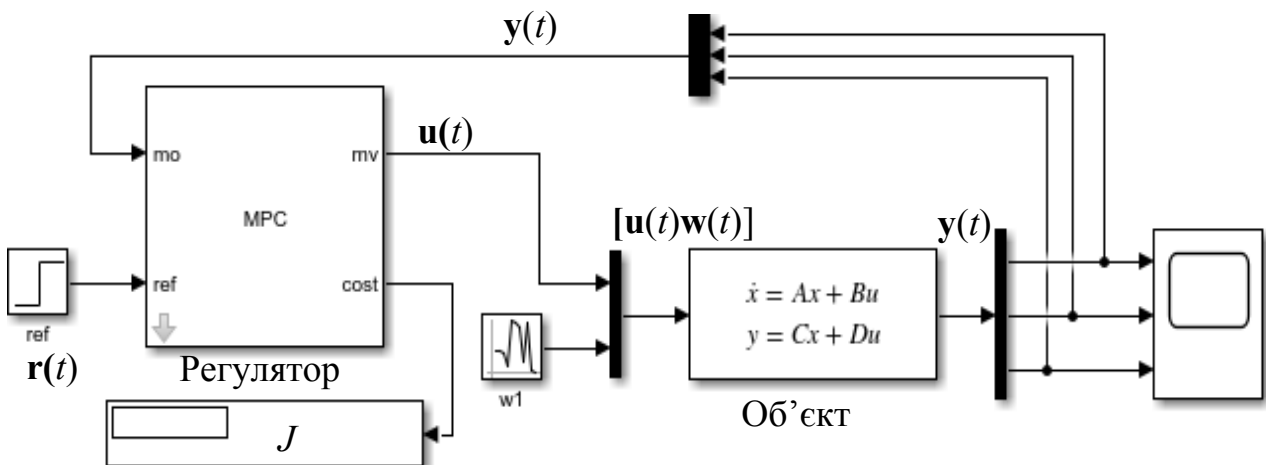 y(t)
mo
mv
u(t)
MPC
[u(t)w(t)]
y(t)
ref
cost
ẋ = Ax + Bu
y = Cx + Du
ref
r(t)
Регулятор
w1
Об’єкт
J